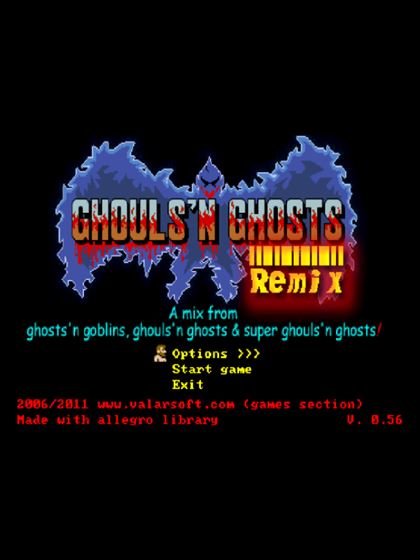 GHOULS'N GHOSTS
Remix
A mix from
ghosts'n goblins, ghouls'n ghosts & super ghouls'n ghosts!
Options >>>
Start game
Exit
2006/2011 www.valarsoft.com (games section)
Made with allegro library V. 0.56